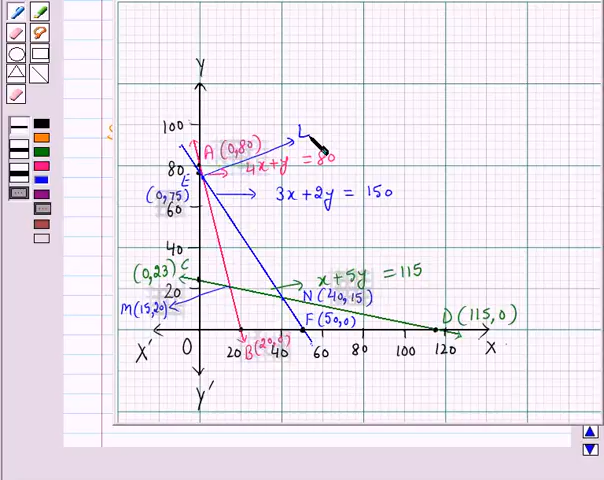 Y
100
A (0,80)
L
80
4x+y = 80
E
(0,75)
3x+2y = 150
60
40
(0,23) C
x+5y = 115
20
N (40,15)
M(15,20)
F(50,0)
D (115,0)
X'
O
20
40
60
80
100
120
X
B(20,0)
Y'